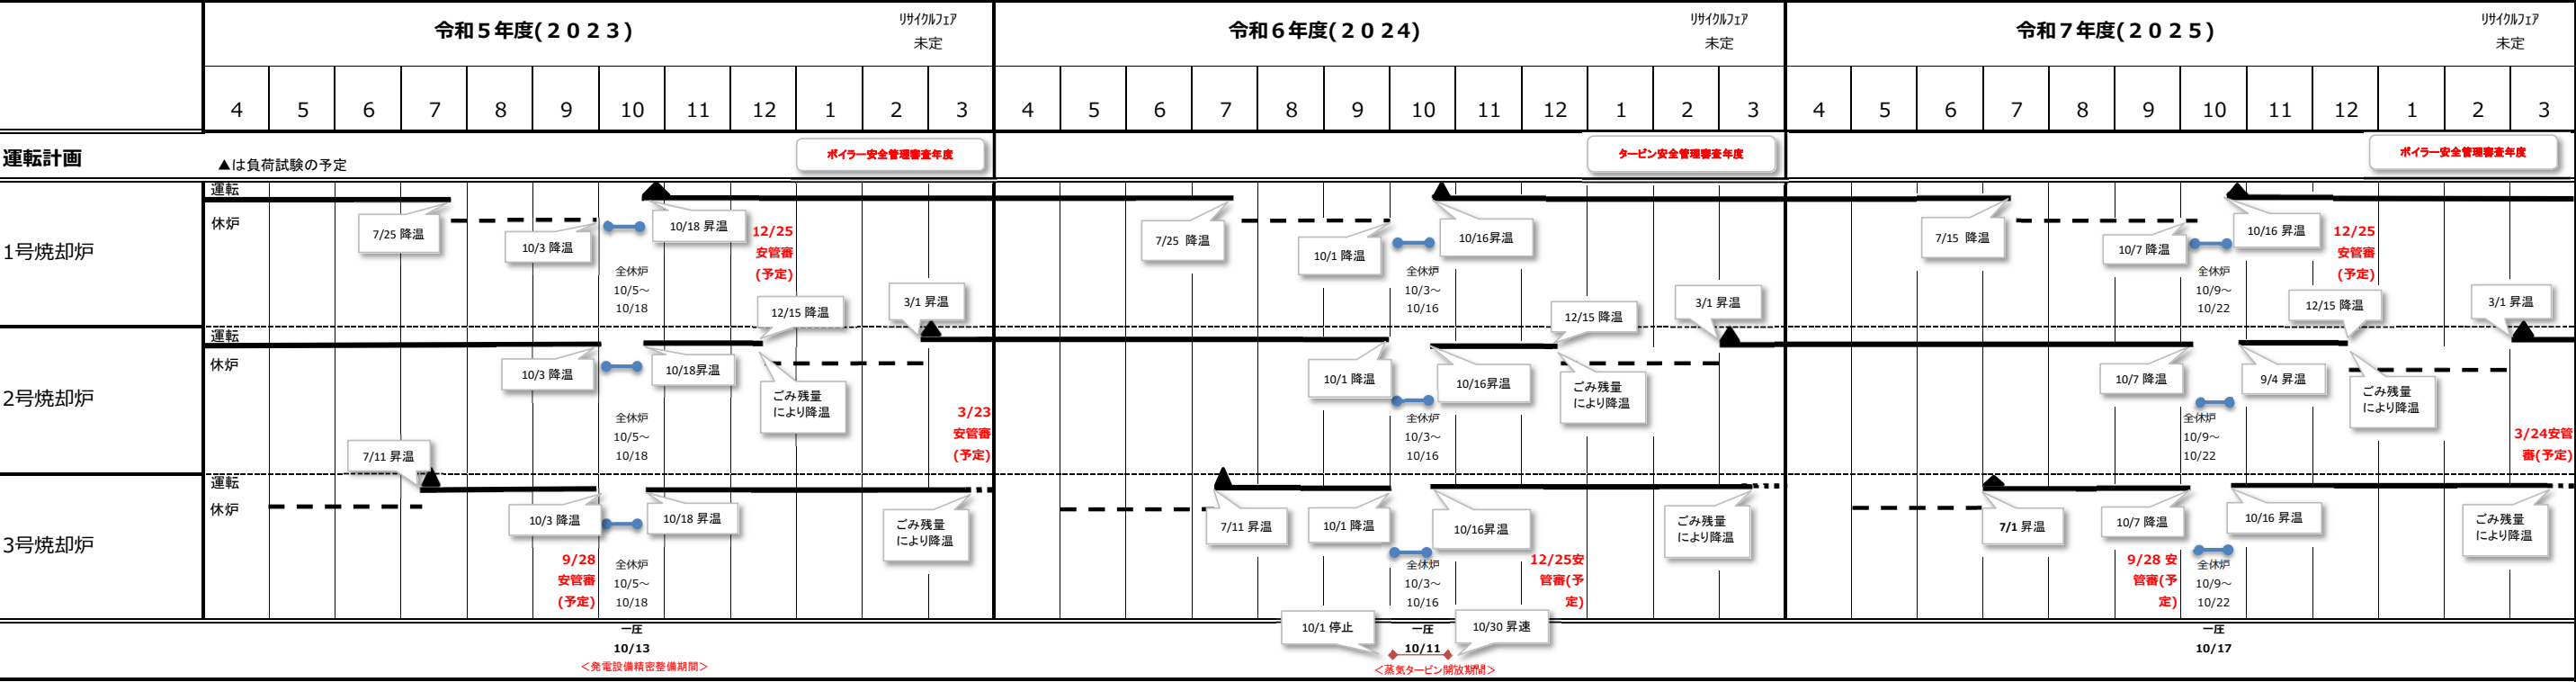 令和５年度(２０２３)
ﾘｻｲｸﾙﾌｪｱ
未定
令和６年度(２０２４)
ﾘｻｲｸﾙﾌｪｱ
未定
令和７年度(２０２５)
ﾘｻｲｸﾙﾌｪｱ
未定
4 5 6 7 8 9 10 11 12 1 2 3 4 5 6 7 8 9 10 11 12 1 2 3 4 5 6 7 8 9 10 11 12 1 2 3
運転計画
▲は負荷試験の予定
ボイラー安全管理審査年度
タービン安全管理審査年度
ボイラー安全管理審査年度
1号焼却炉
運転
休炉
7/25 降温
10/3 降温
全休炉
10/5～
10/18
10/18 昇温
12/25
安管審
(予定)
7/25 降温
10/1 降温
全休炉
10/3～
10/16
10/16昇温
7/15 降温
10/7 降温
全休炉
10/9～
10/22
10/16 昇温
12/25
安管審
(予定)
2号焼却炉
運転
休炉
10/3 降温
全休炉
10/5～
10/18
10/18昇温
12/15 降温
ごみ残量
により降温
3/1 昇温
3/23
安管審
(予定)
10/1 降温
全休炉
10/3～
10/16
10/16昇温
12/15 降温
ごみ残量
により降温
3/1 昇温
10/7 降温
全休炉
10/9～
10/22
9/4 昇温
12/15 降温
ごみ残量
により降温
3/1 昇温
3/24安管
審(予定)
3号焼却炉
運転
休炉
7/11 昇温
10/3 降温
9/28
安管審
(予定)
全休炉
10/5～
10/18
10/18 昇温
ごみ残量
により降温
7/11 昇温
10/1 降温
全休炉
10/3～
10/16
10/16昇温
12/25安
管審(予
定)
ごみ残量
により降温
7/1 昇温
10/7 降温
9/28 安
管審(予
定)
全休炉
10/9～
10/22
10/16 昇温
ごみ残量
により降温
一圧
10/13
＜発電設備精密整備期間＞
10/1 停止
一圧
10/11
10/30 昇速
＜蒸気タービン開放期間＞
一圧
10/17